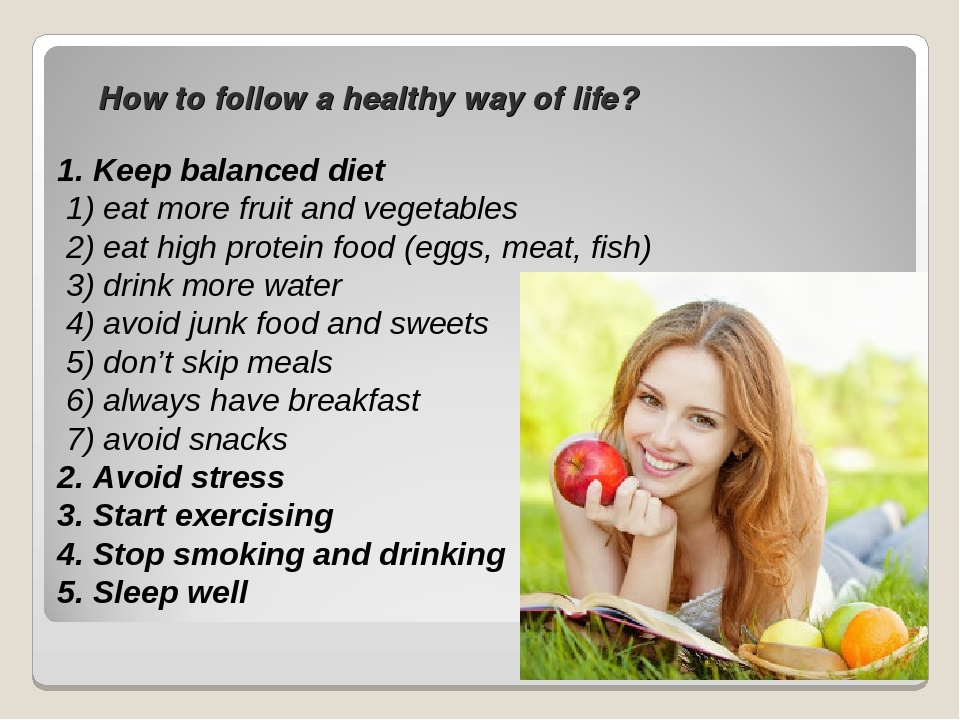 How to follow a healthy way of life?
1. Keep balanced diet
1) eat more fruit and vegetables
2) eat high protein food (eggs, meat, fish)
3) drink more water
4) avoid junk food and sweets
5) don’t skip meals
6) always have breakfast
7) avoid snacks
2. Avoid stress
3. Start exercising
4. Stop smoking and drinking
5. Sleep well